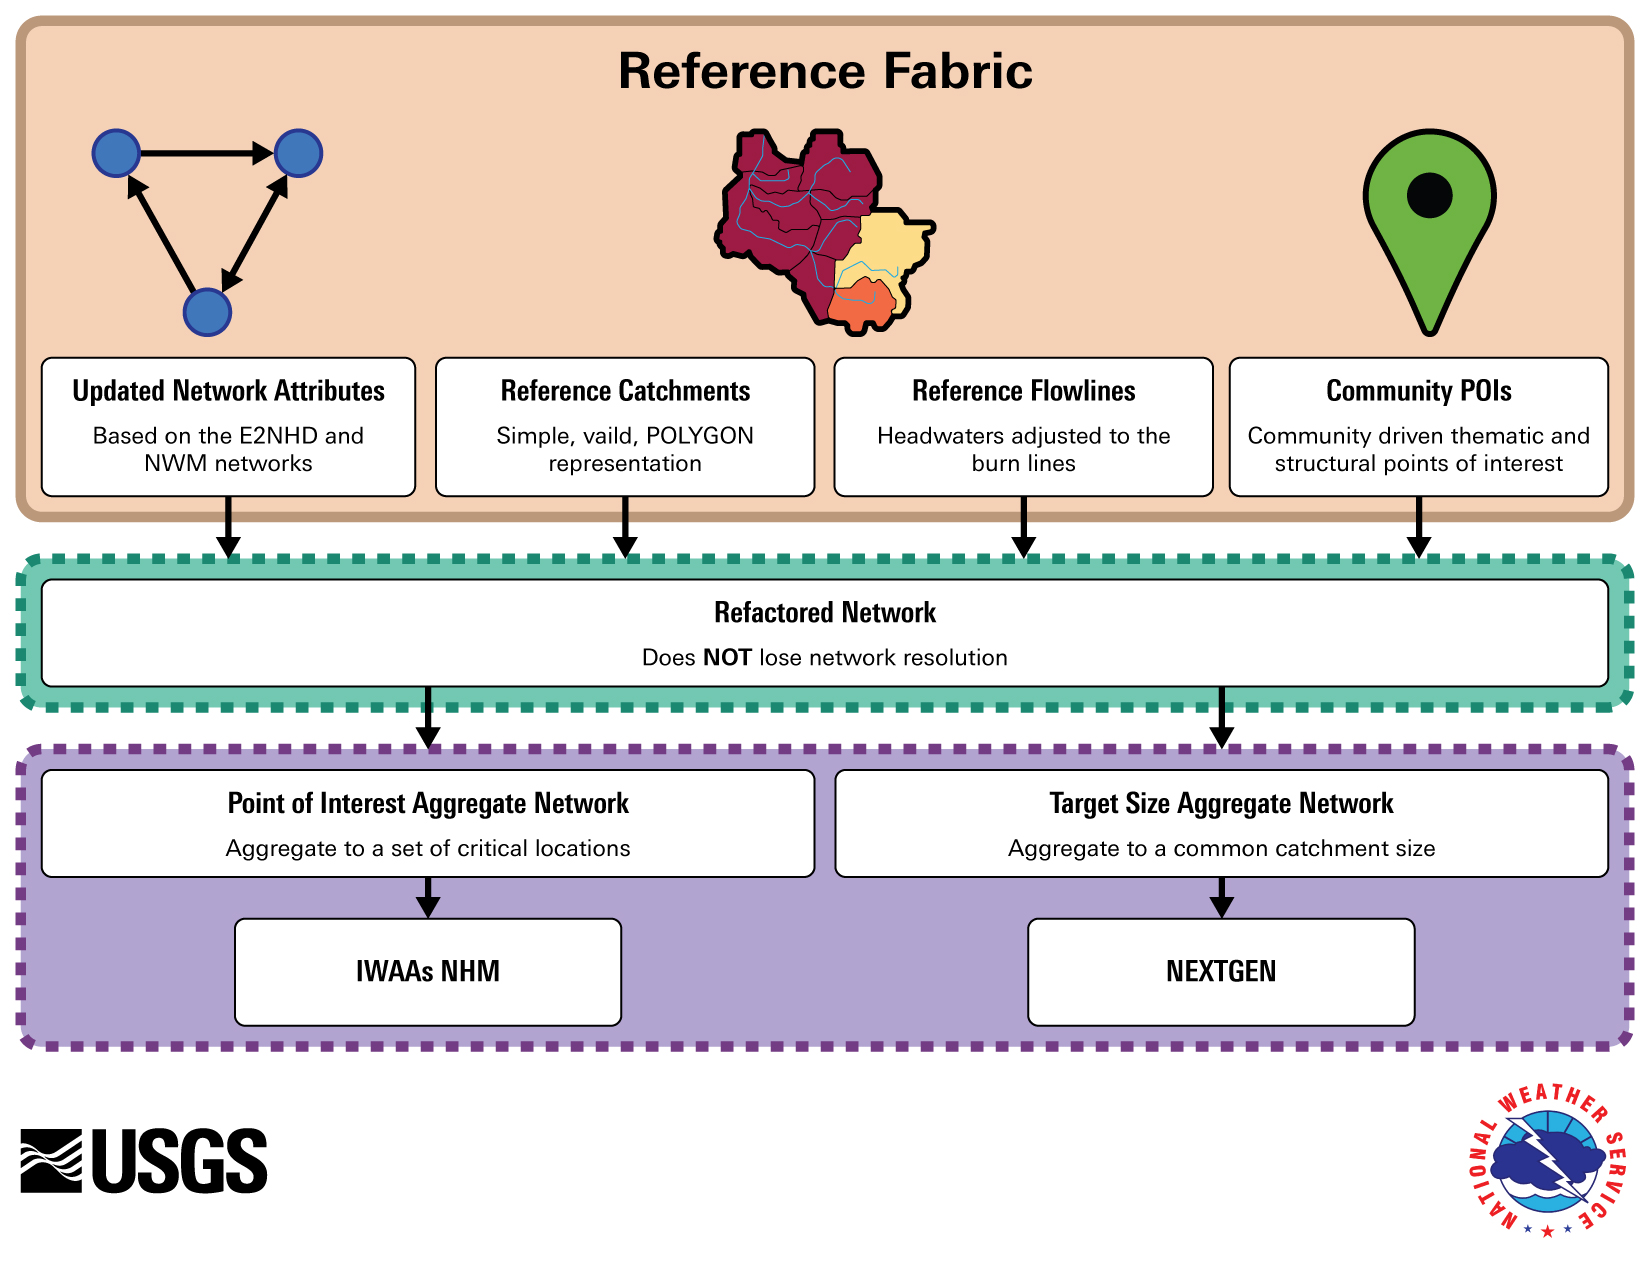 Reference Fabric
Updated Network Attributes
Based on the E2NHD and
NWM networks
Reference Catchments
Simple, vaild, POLYGON
representation
Reference Flowlines
Headwaters adjusted to the
burn lines
Community POIs
Community driven thematic and
structural points of interest
Refactored Network
Does NOT lose network resolution
Point of Interest Aggregate Network
Aggregate to a set of critical locations
Target Size Aggregate Network
Aggregate to a common catchment size
IWAAs NHM
NEXTGEN
USGS
NATIONAL WEATHER SERVICE